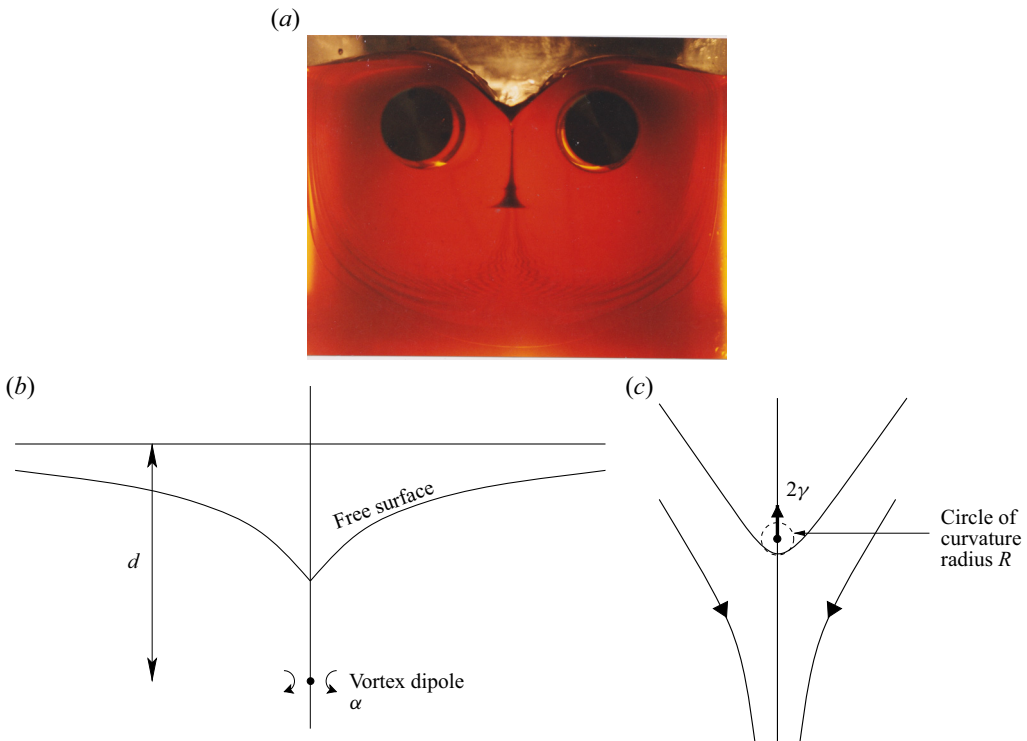 (a)
(b)
(c)
d
Free surface
Vortex dipole
α
2γ
Circle of
curvature
radius R